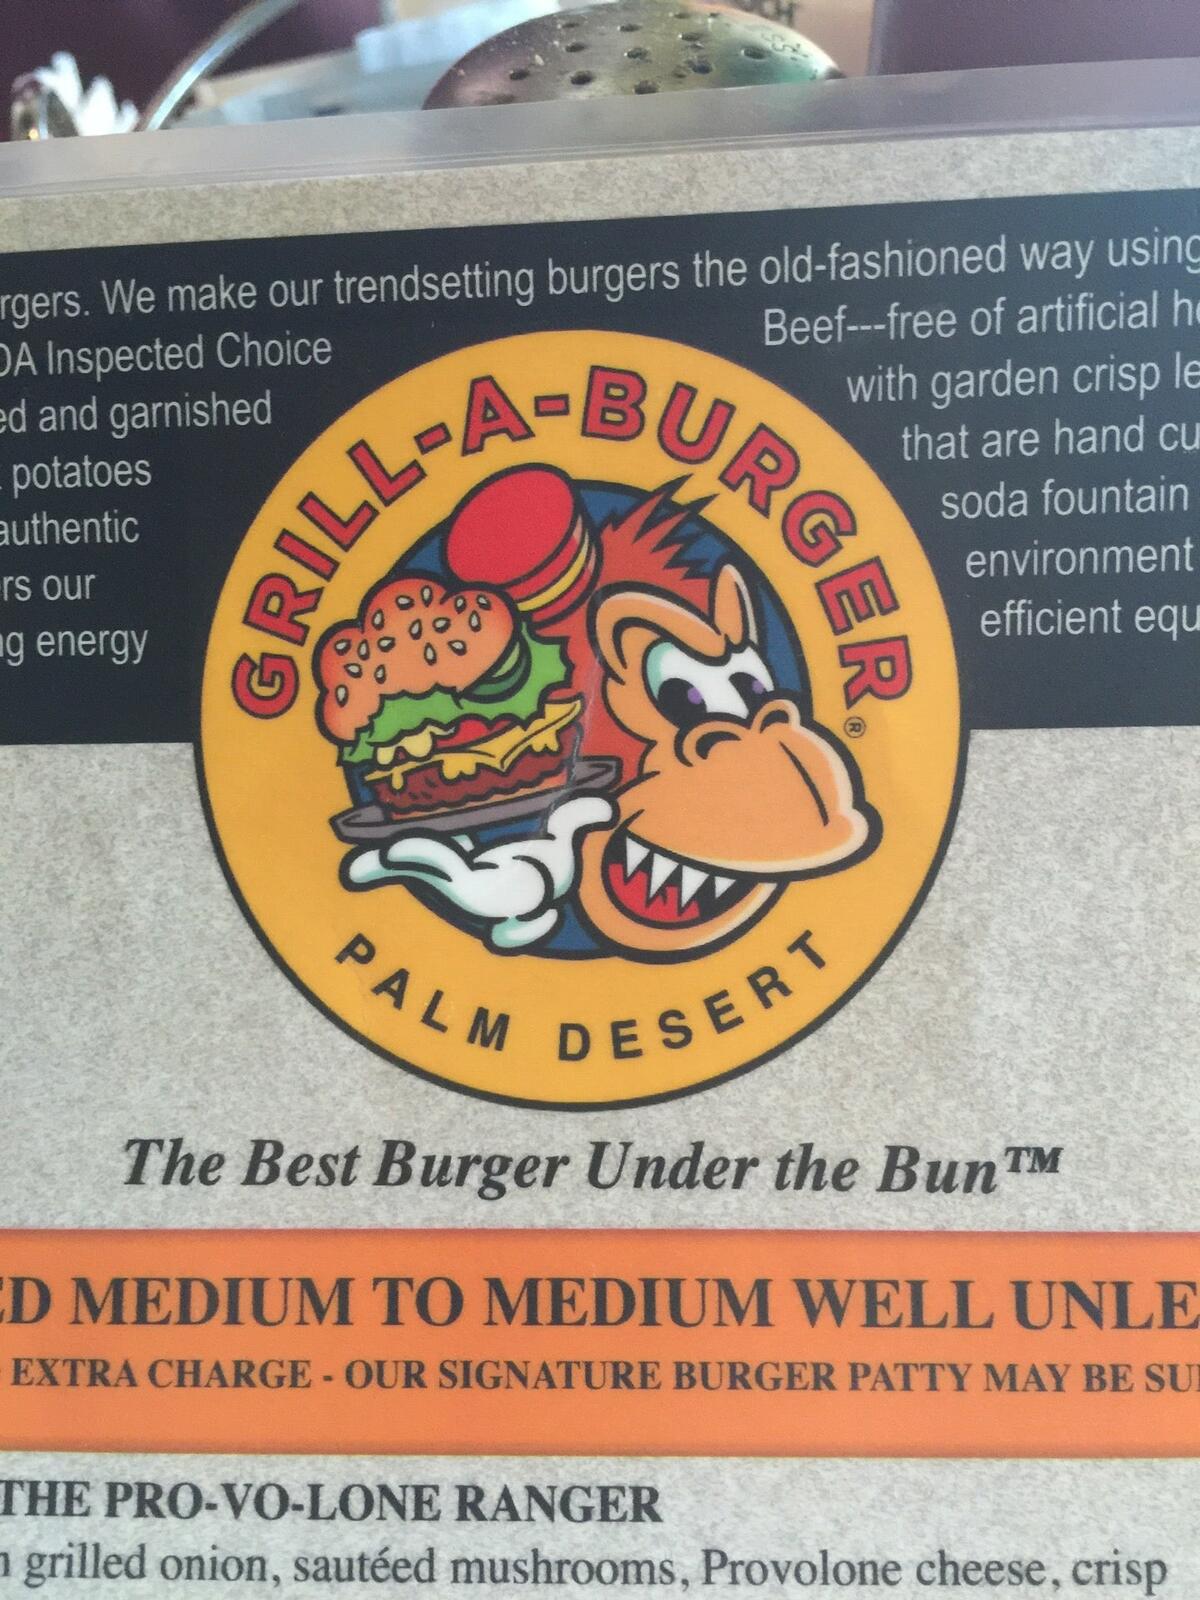 rgers. We make our trendsetting burgers the old-fashioned way using
DA Inspected Choice Beef---free of artificial
ed and garnished with garden crisp
potatoes that are hand
authentic soda fountain
rs our environment
ng energy efficient equ
GRILL-A-BURGER
®
PALM DESERT
The Best Burger Under the Bun™
ED MEDIUM TO MEDIUM WELL UNLE
EXTRA CHARGE - OUR SIGNATURE BURGER PATTY MAY BE
THE PRO-VO-LONE RANGER
grilled onion, sautéed mushrooms, Provolone cheese, crisp